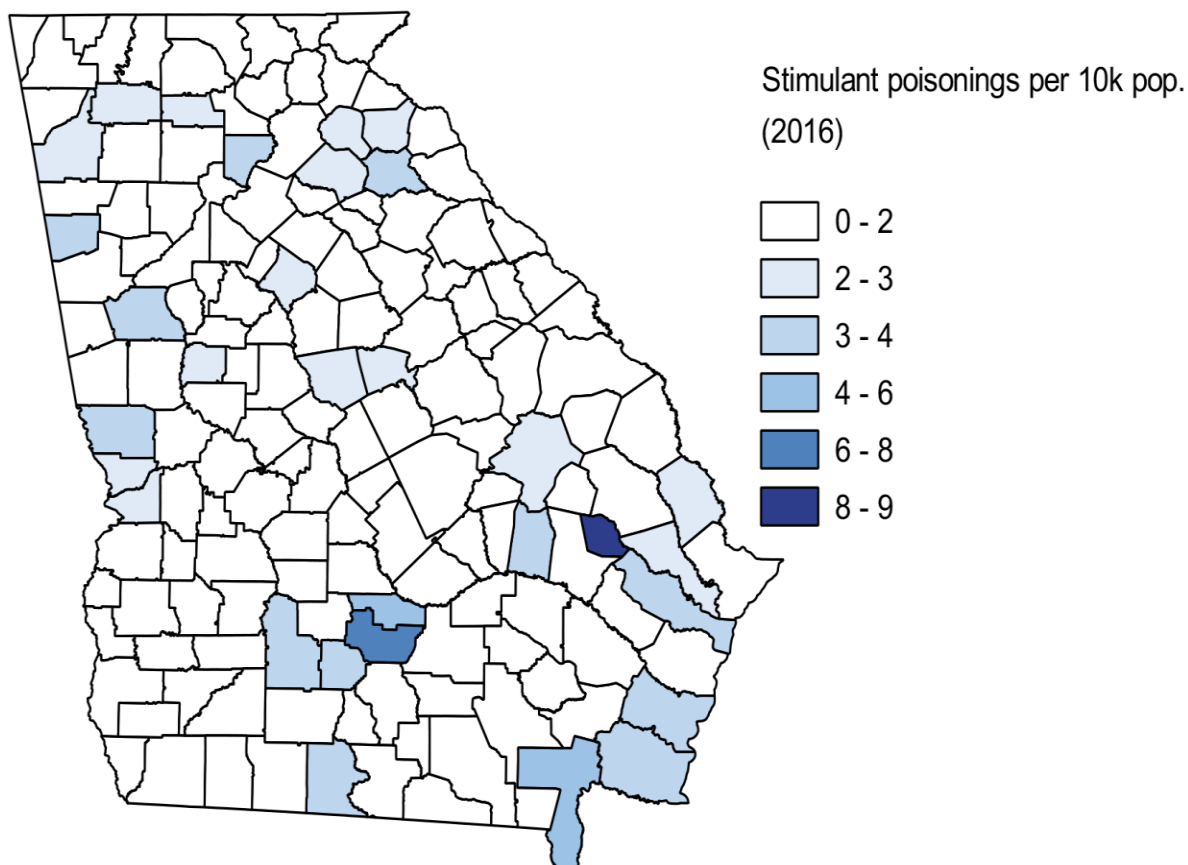 Stimulant poisonings per 10k pop.
(2016)
0 - 2
2 - 3
3 - 4
4 - 6
6 - 8
8 - 9